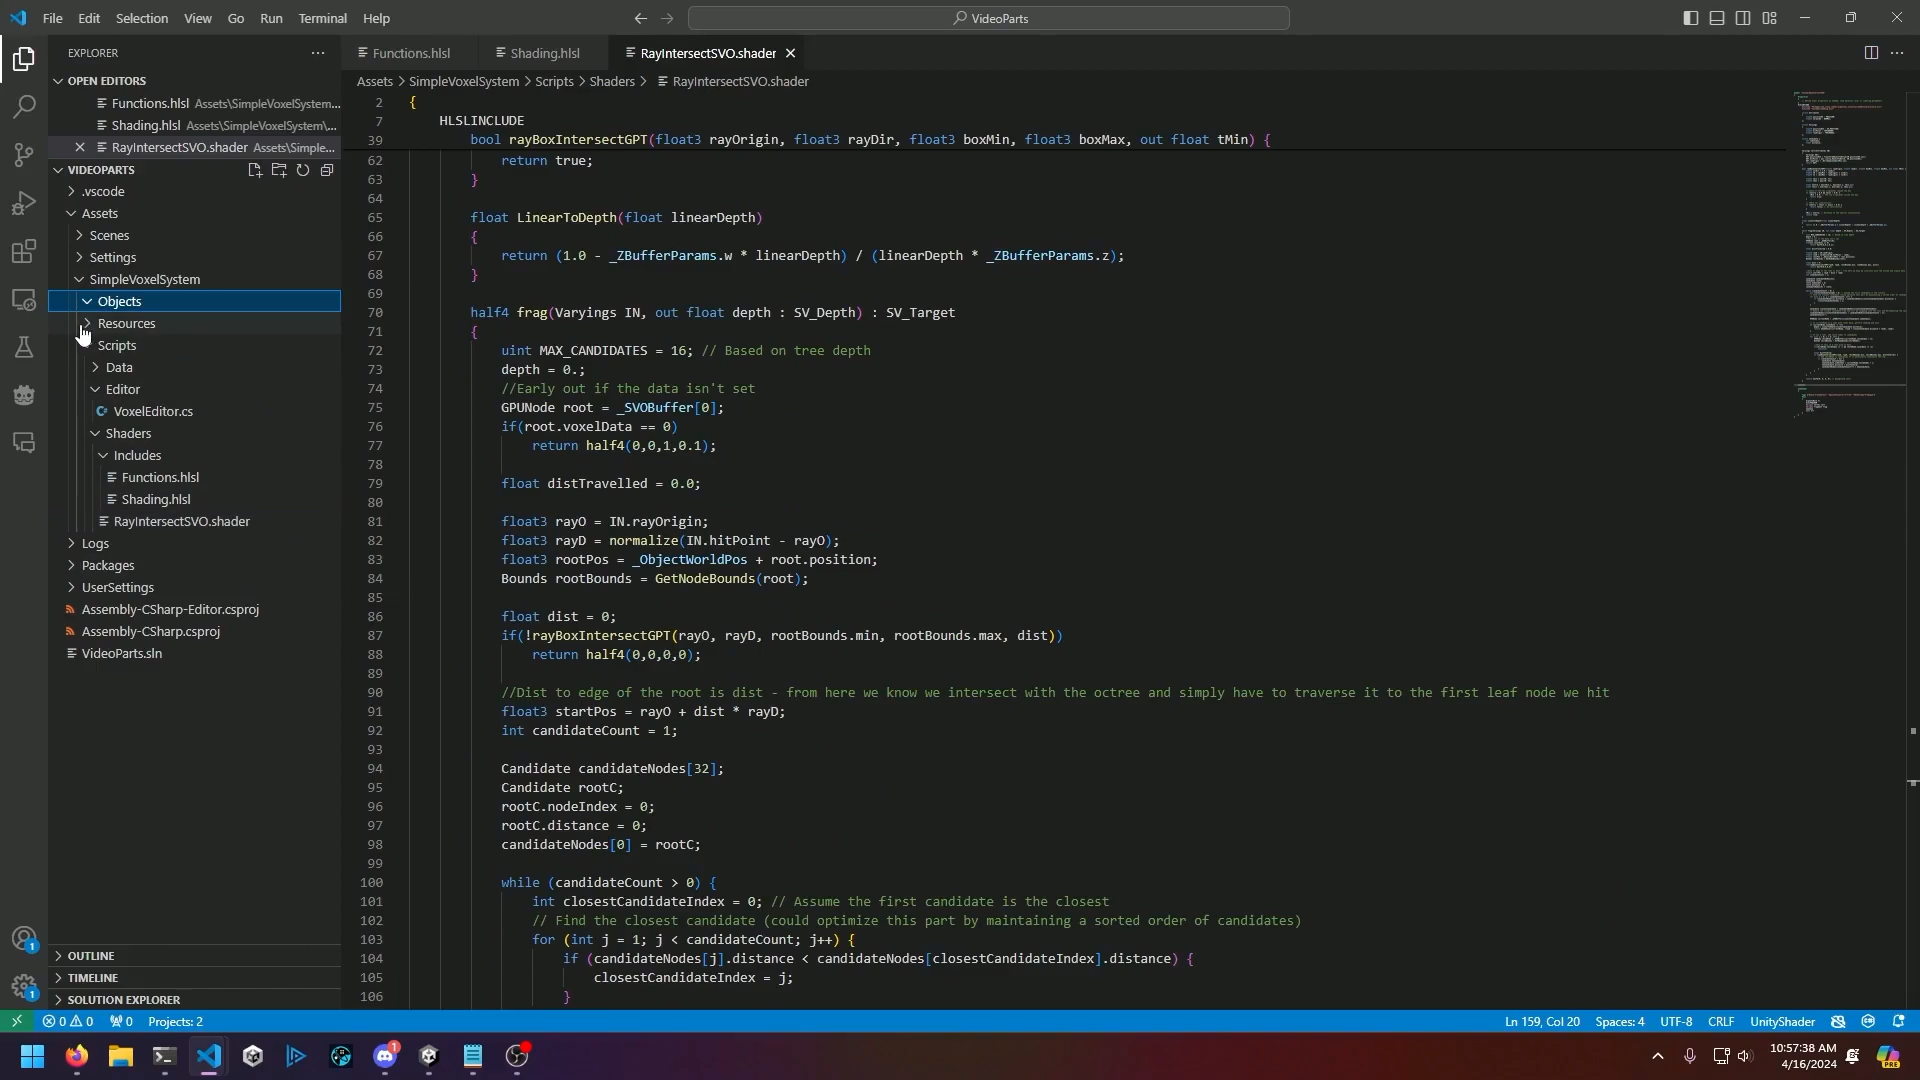 File Edit Selection View Go Run Terminal Help
VideoParts
EXPLORER
OPEN EDITORS
Functions.hlsl Assets\SimpleVoxelSystem...
Shading.hlsl Assets\SimpleVoxelSystem\...
RayIntersectSVO.shader Assets\Simple...
VIDEOPARTS
.vscode
Assets
Scenes
Settings
SimpleVoxelSystem
Objects
Resources
Scripts
Data
Editor
VoxelEditor.cs
Shaders
Includes
Functions.hlsl
Shading.hlsl
RayIntersectSVO.shader
Logs
Packages
UserSettings
Assembly-CSharp-Editor.csproj
Assembly-CSharp.csproj
VideoParts.sln
OUTLINE
TIMELINE
SOLUTION EXPLORER
Functions.hlsl Shading.hlsl RayIntersectSVO.shader
Assets > SimpleVoxelSystem > Scripts > Shaders > RayIntersectSVO.shader
2 {
7 HLSLINCLUDE
39 bool rayBoxIntersectGPT(float3 rayOrigin, float3 rayDir, float3 boxMin, float3 boxMax, out float tMin) {
62 return true;
63 }
64
65 float LinearToDepth(float linearDepth)
66 {
67 return (1.0 - _ZBufferParams.w * linearDepth) / (linearDepth * _ZBufferParams.z);
68 }
69
70 half4 frag(Varyings IN, out float depth : SV_Depth) : SV_Target
71 {
72 uint MAX_CANDIDATES = 16; // Based on tree depth
73 depth = 0.;
74 //Early out if the data isn't set
75 GPUNode root = _SVOBuffer[0];
76 if(root.voxelData == 0)
77 return half4(0,0,1,0.1);
78
79 float distTravelled = 0.0;
80
81 float3 rayO = IN.rayOrigin;
82 float3 rayD = normalize(IN.hitPoint - rayO);
83 float3 rootPos = _ObjectWorldPos + root.position;
84 Bounds rootBounds = GetNodeBounds(root);
85
86 float dist = 0;
87 if(!rayBoxIntersectGPT(rayO, rayD, rootBounds.min, rootBounds.max, dist))
88 return half4(0,0,0,0);
89
90 //Dist to edge of the root is dist - from here we know we intersect with the octree and simply have to traverse it to the first leaf node we hit
91 float3 startPos = rayO + dist * rayD;
92 int candidateCount = 1;
93
94 Candidate candidateNodes[32];
95 Candidate rootC;
96 rootC.nodeIndex = 0;
97 rootC.distance = 0;
98 candidateNodes[0] = rootC;
99
100 while (candidateCount > 0) {
101 int closestCandidateIndex = 0; // Assume the first candidate is the closest
102 // Find the closest candidate (could optimize this part by maintaining a sorted order of candidates)
103 for (int j = 1; j < candidateCount; j++) {
104 if (candidateNodes[j].distance < candidateNodes[closestCandidateIndex].distance) {
105 closestCandidateIndex = j;
106 }
0 0 0 Projects: 2 Ln 159, Col 20 Spaces: 4 UTF-8 CRLF UnityShader
10:57:38 AM
4/16/2024